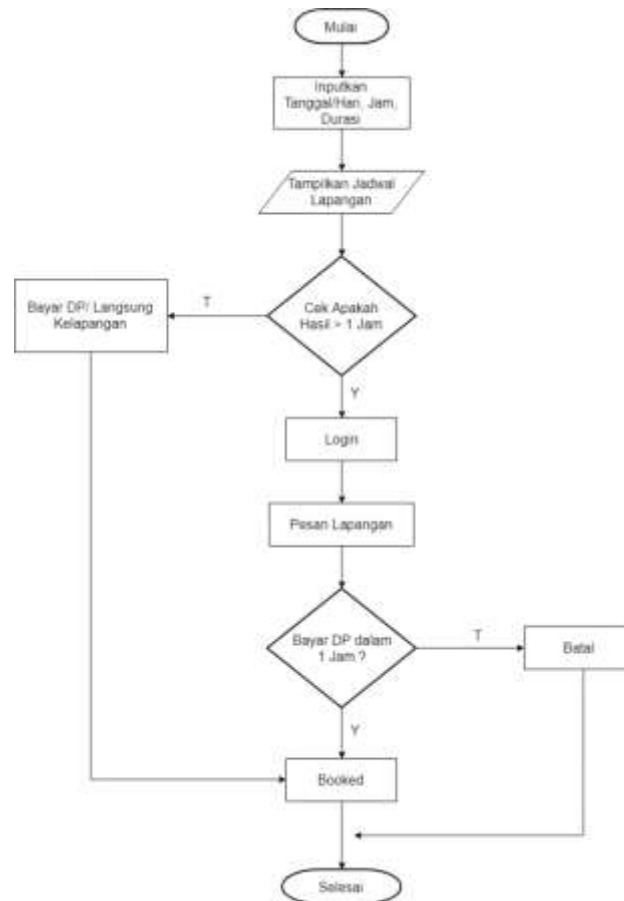 Mulai
Inputkan
Tanggal/Hari, Jam,
Durasi
Tampilkan Jadwal
Lapangan
Cek Apakah
Hasil > 1 Jam
T
Bayar DP/ Langsung
Kelapangan
Y
Login
Pesan Lapangan
Bayar DP dalam
1 Jam ?
T
Batal
Y
Booked
Selesai